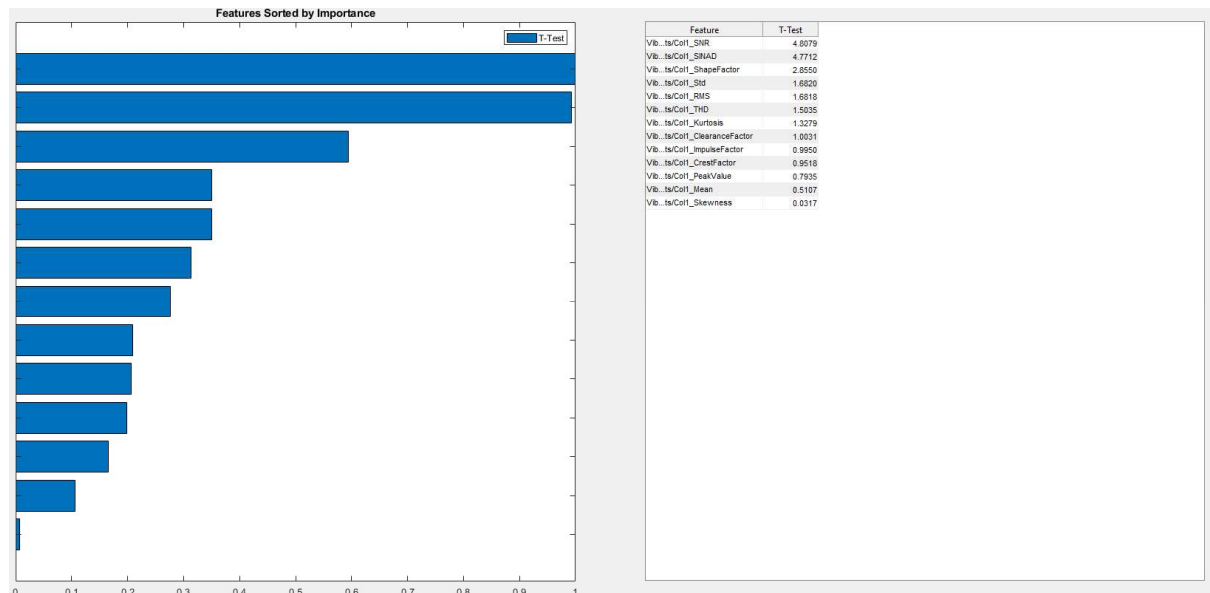 Features Sorted by Importance
T-Test
0 0.1 0.2 0.3 0.4 0.5 0.6 0.7 0.8 0.9 1
Feature T-Test
Vib...ts/Col1_SNR 4.8079
Vib...ts/Col1_SINAD 4.7712
Vib...ts/Col1_ShapeFactor 2.8550
Vib...ts/Col1_Std 1.6820
Vib...ts/Col1_RMS 1.6818
Vib...ts/Col1_THD 1.5035
Vib...ts/Col1_Kurtosis 1.3279
Vib...ts/Col1_ClearanceFactor 1.0031
Vib...ts/Col1_ImpulseFactor 0.9950
Vib...ts/Col1_CrestFactor 0.9518
Vib...ts/Col1_PeakValue 0.7935
Vib...ts/Col1_Mean 0.5107
Vib...ts/Col1_Skewness 0.0317